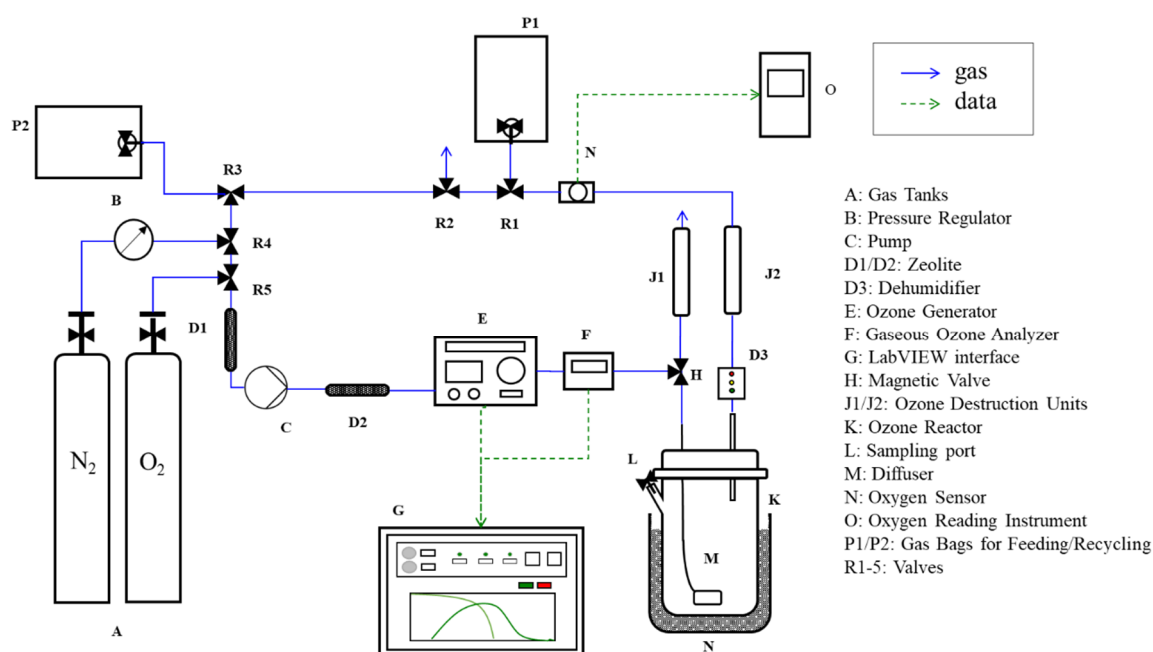 P1
gas
data
O
P2
N
R3
B
R2
R1
R4
J1
J2
R5
D1
E
F
D3
H
C
D2
N2
O2
L
K
G
M
A
N
A: Gas Tanks
B: Pressure Regulator
C: Pump
D1/D2: Zeolite
D3: Dehumidifier
E: Ozone Generator
F: Gaseous Ozone Analyzer
G: LabVIEW interface
H: Magnetic Valve
J1/J2: Ozone Destruction Units
K: Ozone Reactor
L: Sampling port
M: Diffuser
N: Oxygen Sensor
O: Oxygen Reading Instrument
P1/P2: Gas Bags for Feeding/Recycling
R1-5: Valves